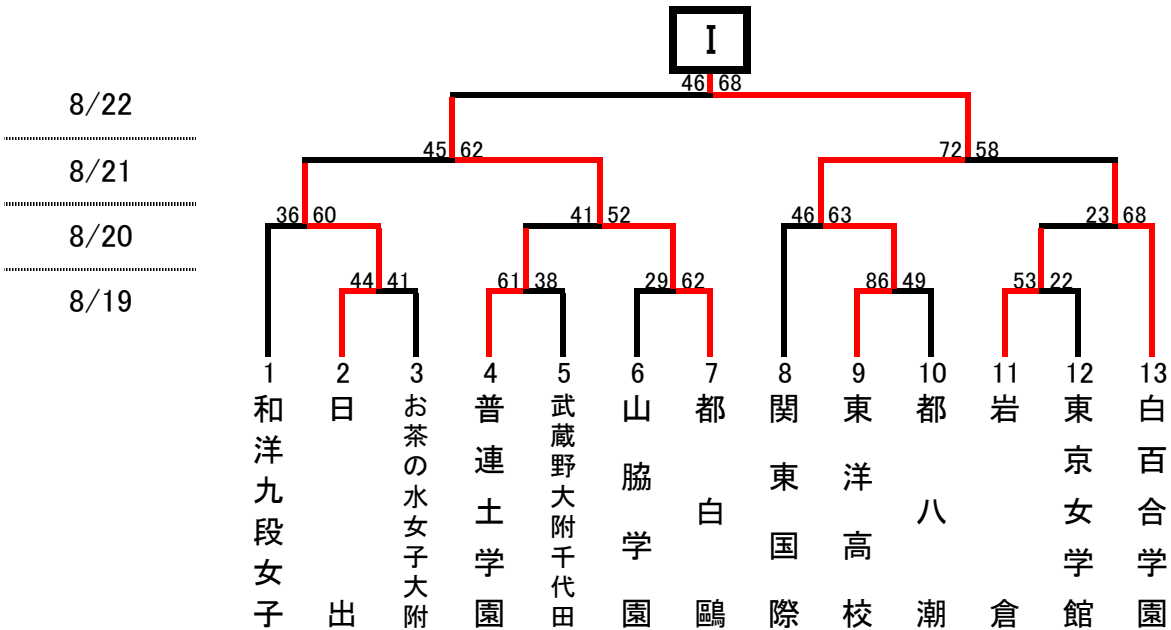 I
46 68
8/22
45 62
72 58
8/21
36 60
41 52
46 63
23 68
8/20
44 41
61 38
29 62
86 49
53 22
8/19
1 2 3 4 5 6 7 8 9 10 11 12 13
和洋九段女子
日出
お茶の水女子大附
普連土学園
武蔵野大附千代田
山脇学園
都白鷗
関東国際
東洋高校
都八潮
岩倉
東京女学館
白百合学園